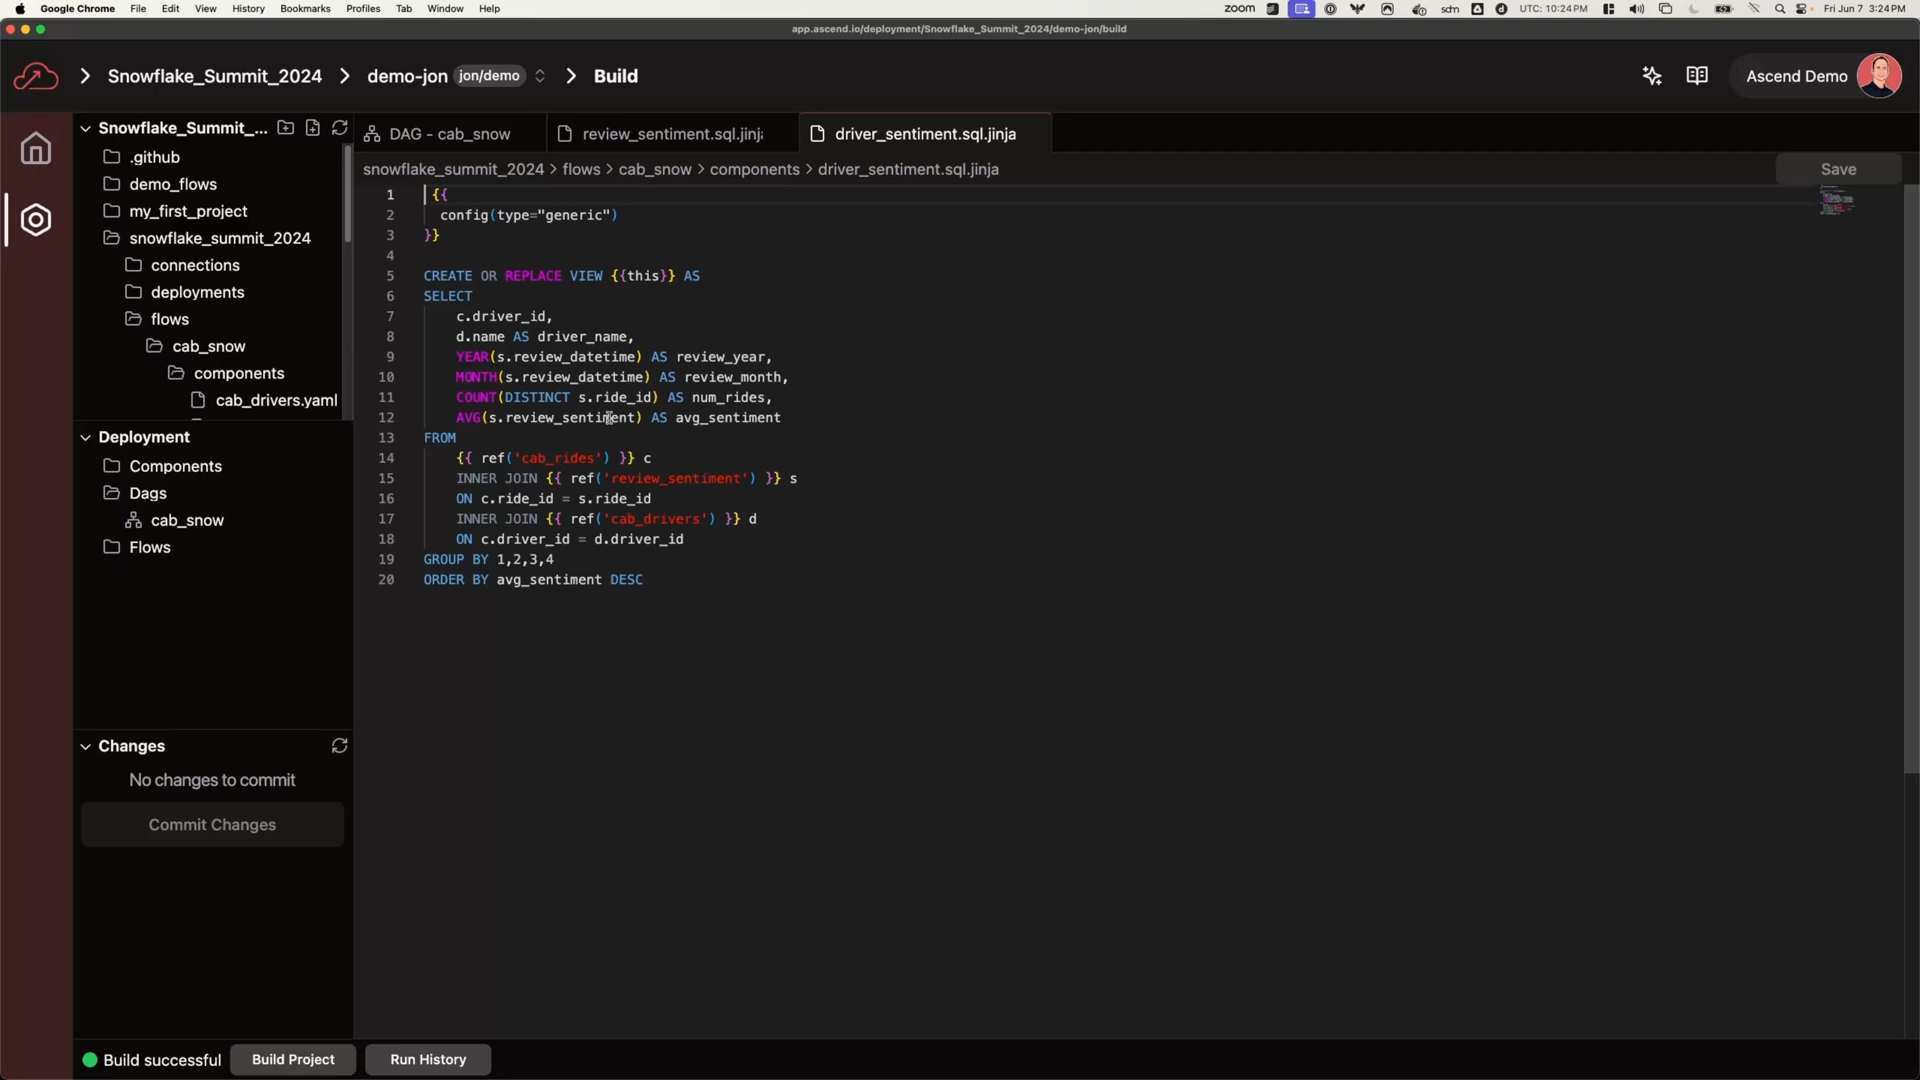 Google Chrome File Edit View History Bookmarks Profiles Tab Window Help
zoom sdm UTC: 10:24 PM Fri Jun 7 3:24 PM
app.ascend.io/deployment/Snowflake_Summit_2024/demo-jon/build
Snowflake_Summit_2024 demo-jon jon/demo Build
Ascend Demo
Snowflake_Summit_...
.github
demo_flows
my_first_project
snowflake_summit_2024
connections
deployments
flows
cab_snow
components
cab_drivers.yaml
Deployment
Components
Dags
cab_snow
Flows
Changes
No changes to commit
Commit Changes
DAG - cab_snow review_sentiment.sql.jinj driver_sentiment.sql.jinja
snowflake_summit_2024 > flows > cab_snow > components > driver_sentiment.sql.jinja
Save
1 {{
2 config(type="generic")
3 }}
4
5 CREATE OR REPLACE VIEW {{this}} AS
6 SELECT
7 c.driver_id,
8 d.name AS driver_name,
9 YEAR(s.review_datetime) AS review_year,
10 MONTH(s.review_datetime) AS review_month,
11 COUNT(DISTINCT s.ride_id) AS num_rides,
12 AVG(s.review_sentiment) AS avg_sentiment
13 FROM
14 {{ ref('cab_rides') }} c
15 INNER JOIN {{ ref('review_sentiment') }} s
16 ON c.ride_id = s.ride_id
17 INNER JOIN {{ ref('cab_drivers') }} d
18 ON c.driver_id = d.driver_id
19 GROUP BY 1,2,3,4
20 ORDER BY avg_sentiment DESC
Build successful Build Project Run History